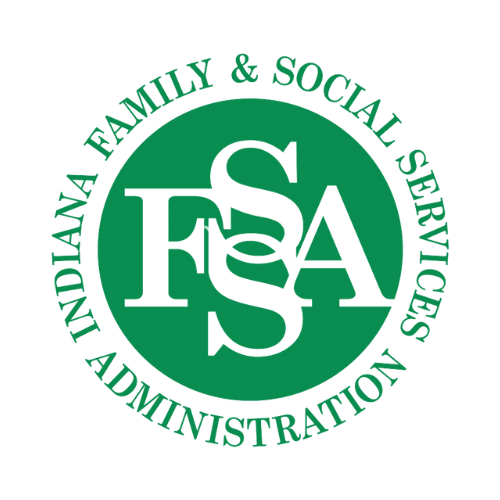 INDIANA FAMILY & SOCIAL SERVICES ADMINISTRATION
FSSA